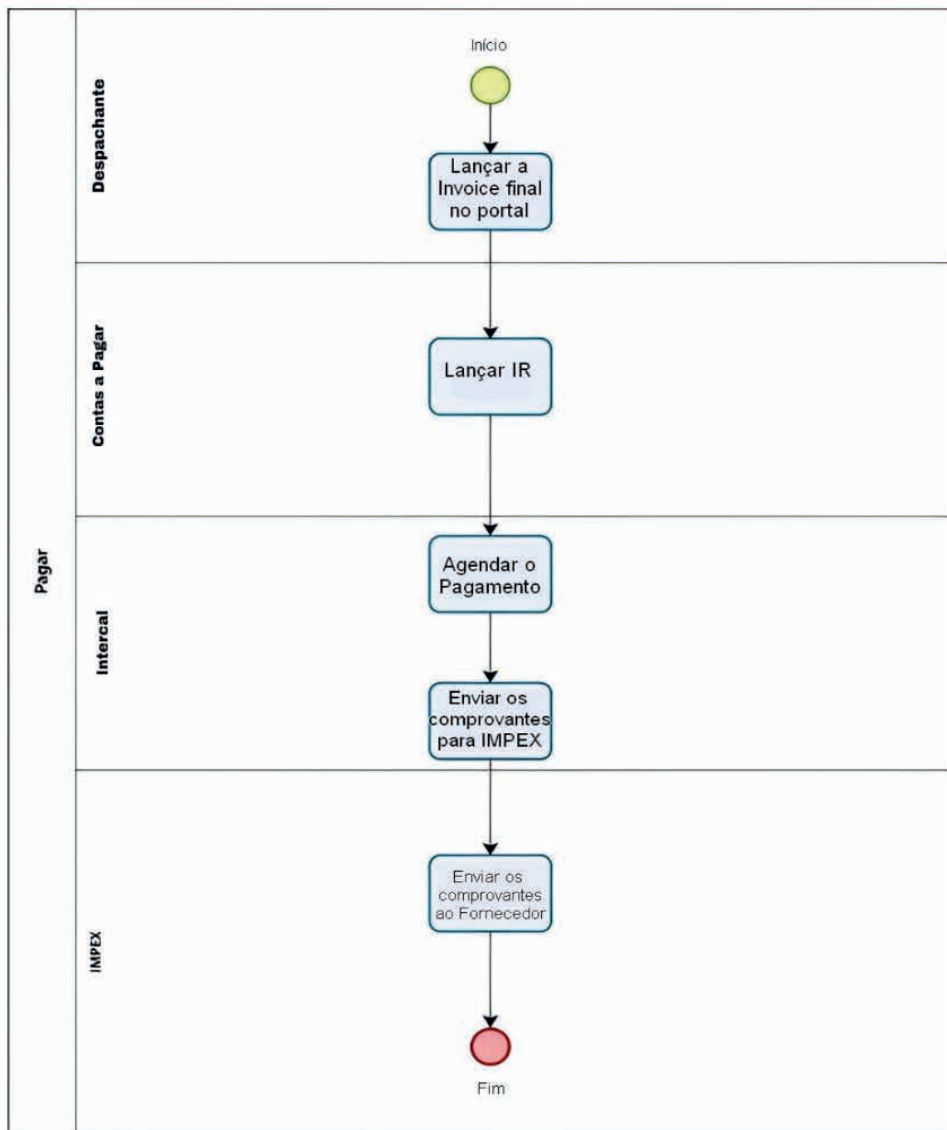 Pagar
Despachante
Início
Lançar a
Invoice final
no portal
Contas a Pagar
Lançar IR
Intercal
Agendar o
Pagamento
Enviar os
comprovantes
para IMPEX
IMPEX
Enviar os
comprovantes
ao Fornecedor
Fim